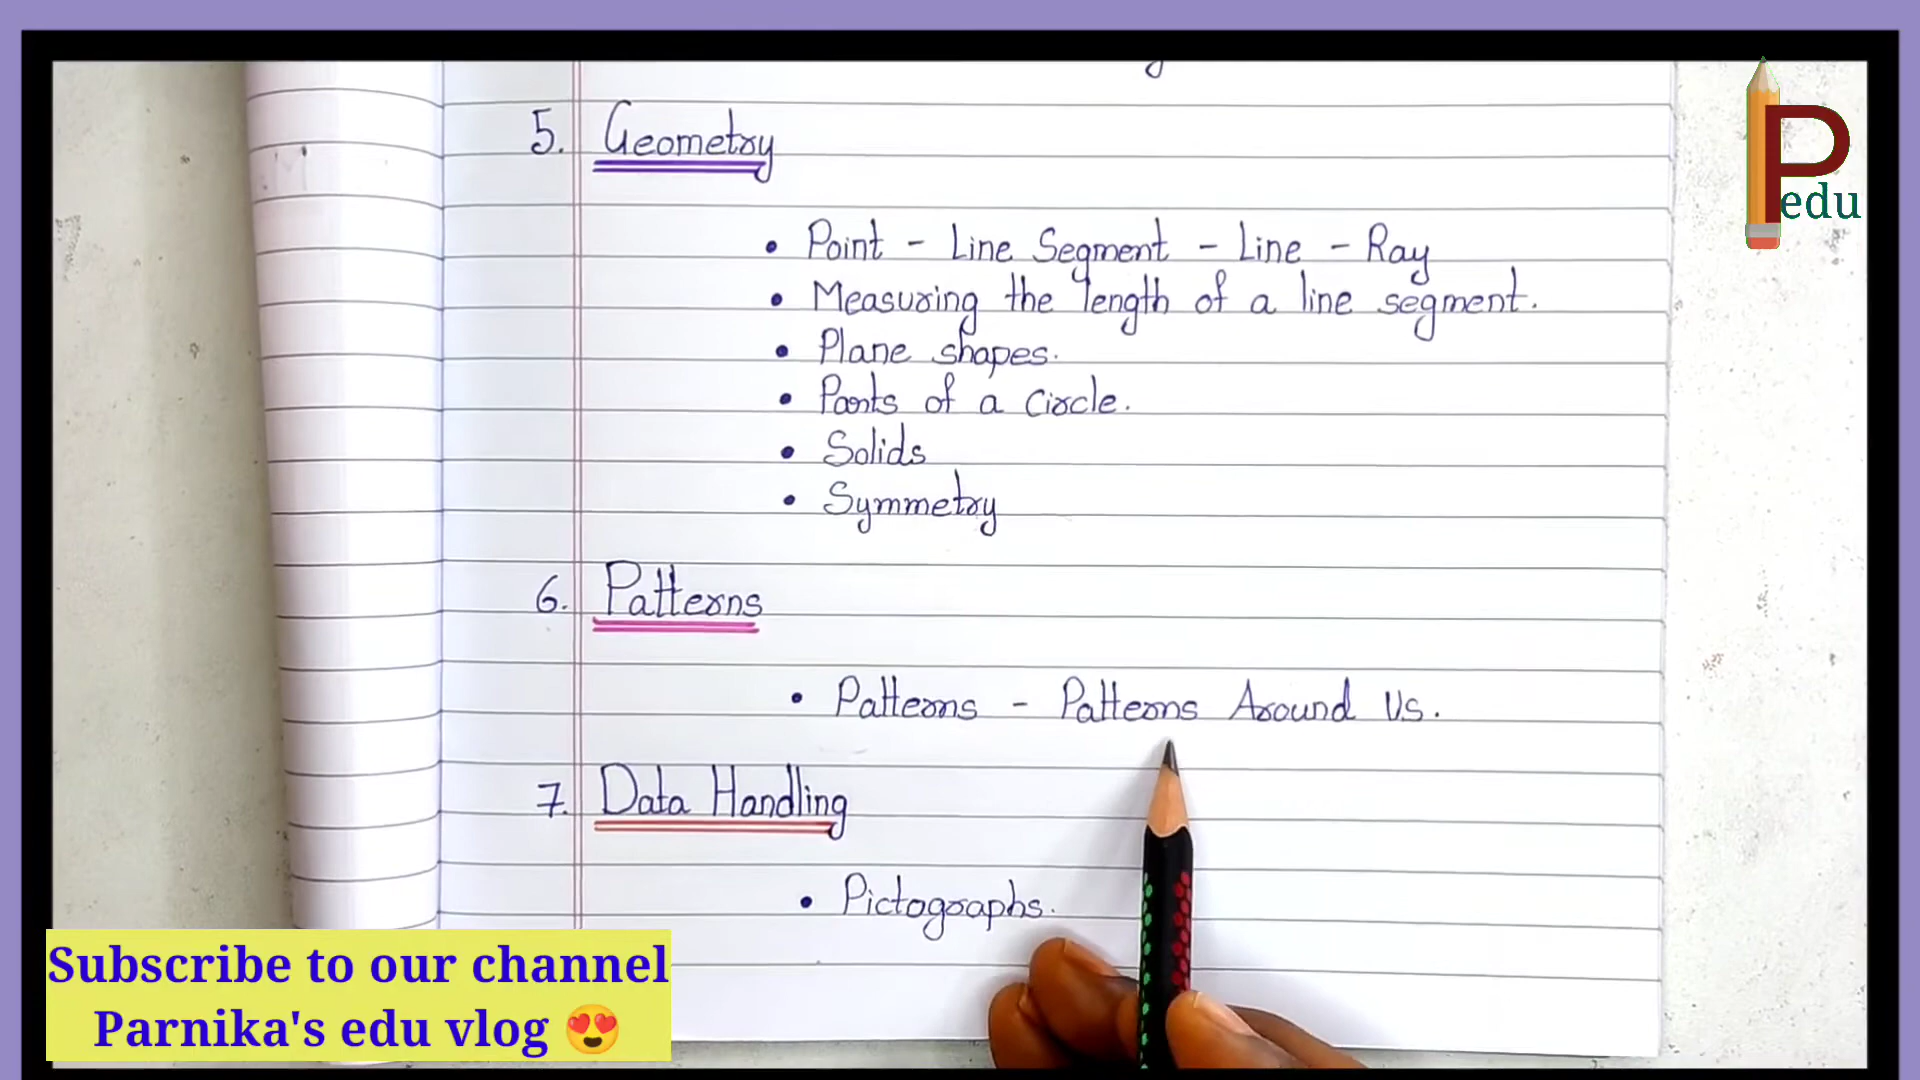 5. Geometry
• Point - Line Segment - Line - Ray
• Measuring the length of a line segment.
• Plane shapes.
• Parts of a Circle.
• Solids
• Symmetry
6. Patterns
• Patterns - Patterns Around Us.
7. Data Handling
• Pictographs.
P
edu
Subscribe to our channel
Parnika's edu vlog 😍